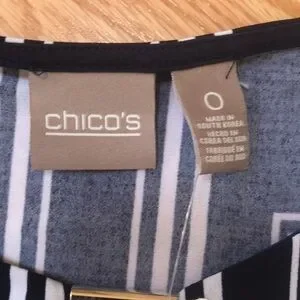 chico's
0
MADE IN
SOUTH KOREA
HECHO EN
COREA DEL SUR
FABRIQUÉ EN
CORÉE DU SUD